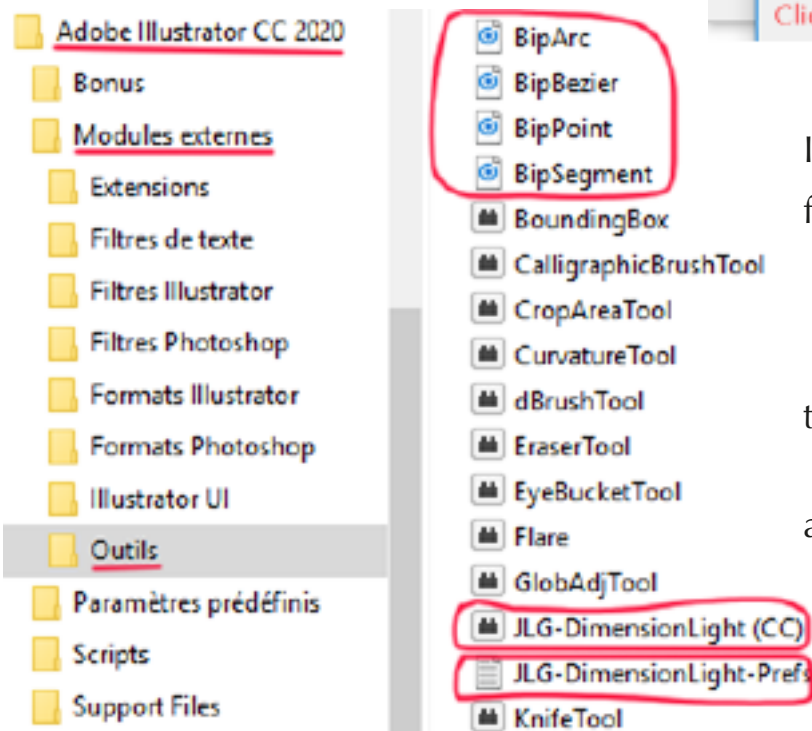 Adobe Illustrator CC 2020
Bonus
Modules externes
Extensions
Filtres de texte
Filtres Illustrator
Filtres Photoshop
Formats Illustrator
Formats Photoshop
Illustrator UI
Outils
Paramètres prédéfinis
Scripts
Support Files
BipArc
BipBezier
BipPoint
BipSegment
BoundingBox
CalligraphicBrushTool
CropAreaTool
CurvatureTool
dBrushTool
EraserTool
EyeBucketTool
Flare
GlobAdjTool
JLG-DimensionLight (CC)
JLG-DimensionLight-Prefs
KnifeTool